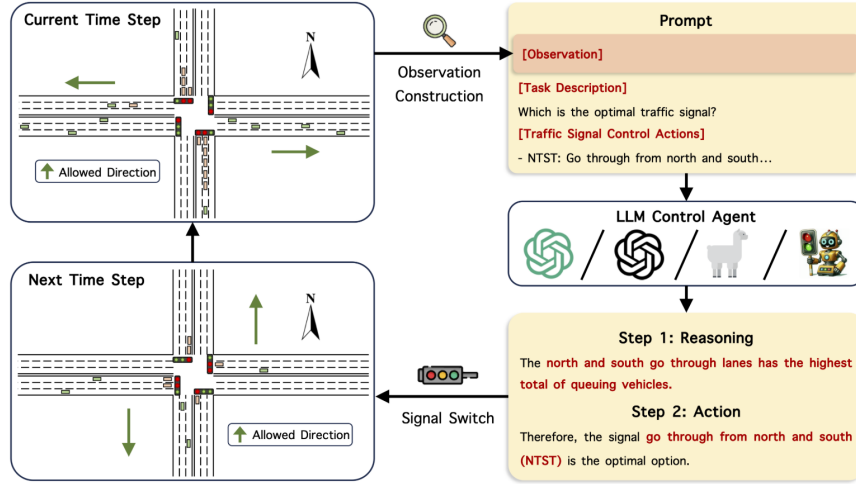 Current Time Step
N
Allowed Direction
Observation
Construction
Prompt
[Observation]
[Task Description]
Which is the optimal traffic signal?
[Traffic Signal Control Actions]
- NTST: Go through from north and south...
LLM Control Agent
Step 1: Reasoning
The north and south go through lanes has the highest
total of queuing vehicles.
Step 2: Action
Therefore, the signal go through from north and south
(NTST) is the optimal option.
Signal Switch
Next Time Step
N
Allowed Direction